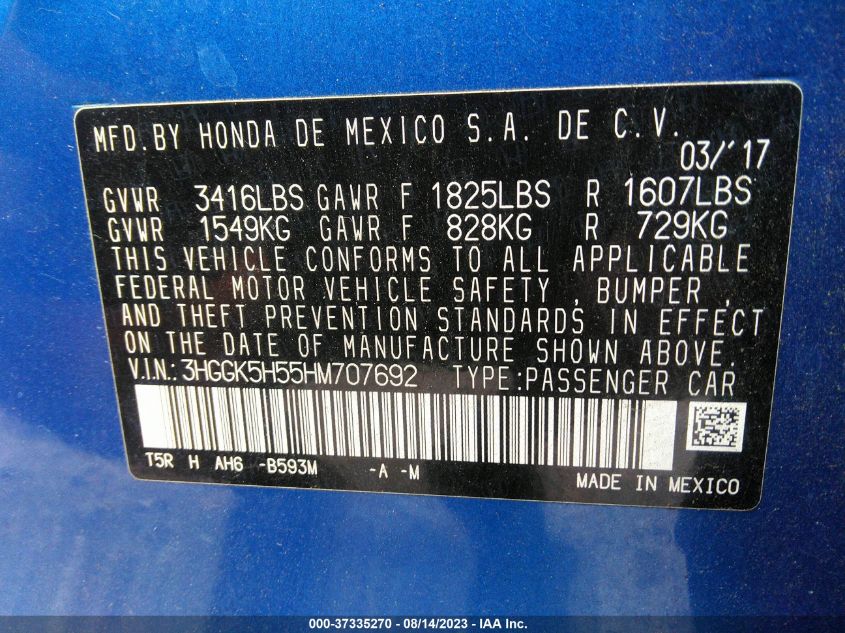 MFD.BY HONDA DE MEXICO S.A. DE C.V.
03/'17
GVWR 3416LBS GAWR F 1825LBS R 1607LBS
GVWR 1549KG GAWR F 828KG R 729KG
THIS VEHICLE CONFORMS TO ALL APPLICABLE
FEDERAL MOTOR VEHICLE SAFETY , BUMPER ,
AND THEFT PREVENTION STANDARDS IN EFFECT
ON THE DATE OF MANUFACTURE SHOWN ABOVE.
V.I.N.: 3HGGK5H55HM707692 TYPE:PASSENGER CAR
T5R H AH6 -B593M -A -M
MADE IN MEXICO
000-37335270 - 08/14/2023 - IAA Inc.